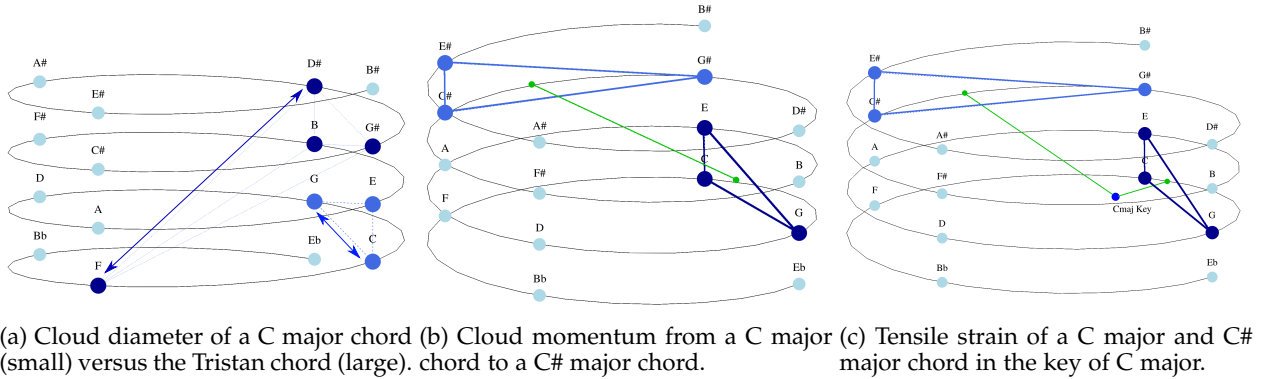 B#
E#
G#
C#
E
D#
A#
C
A
B
F#
F
G
D
Eb
Bb
A#
D#
B#
E#
F#
B
G#
C#
D
G
E
A
Bb
Eb
C
F
B#
E#
G#
C#
E
D#
A#
A
C
B
F#
F
Cmaj Key
G
D
Eb
Bb
(a) Cloud diameter of a C major chord (b) Cloud momentum from a C major (c) Tensile strain of a C major and C#
(small) versus the Tristan chord (large). chord to a C# major chord. major chord in the key of C major.